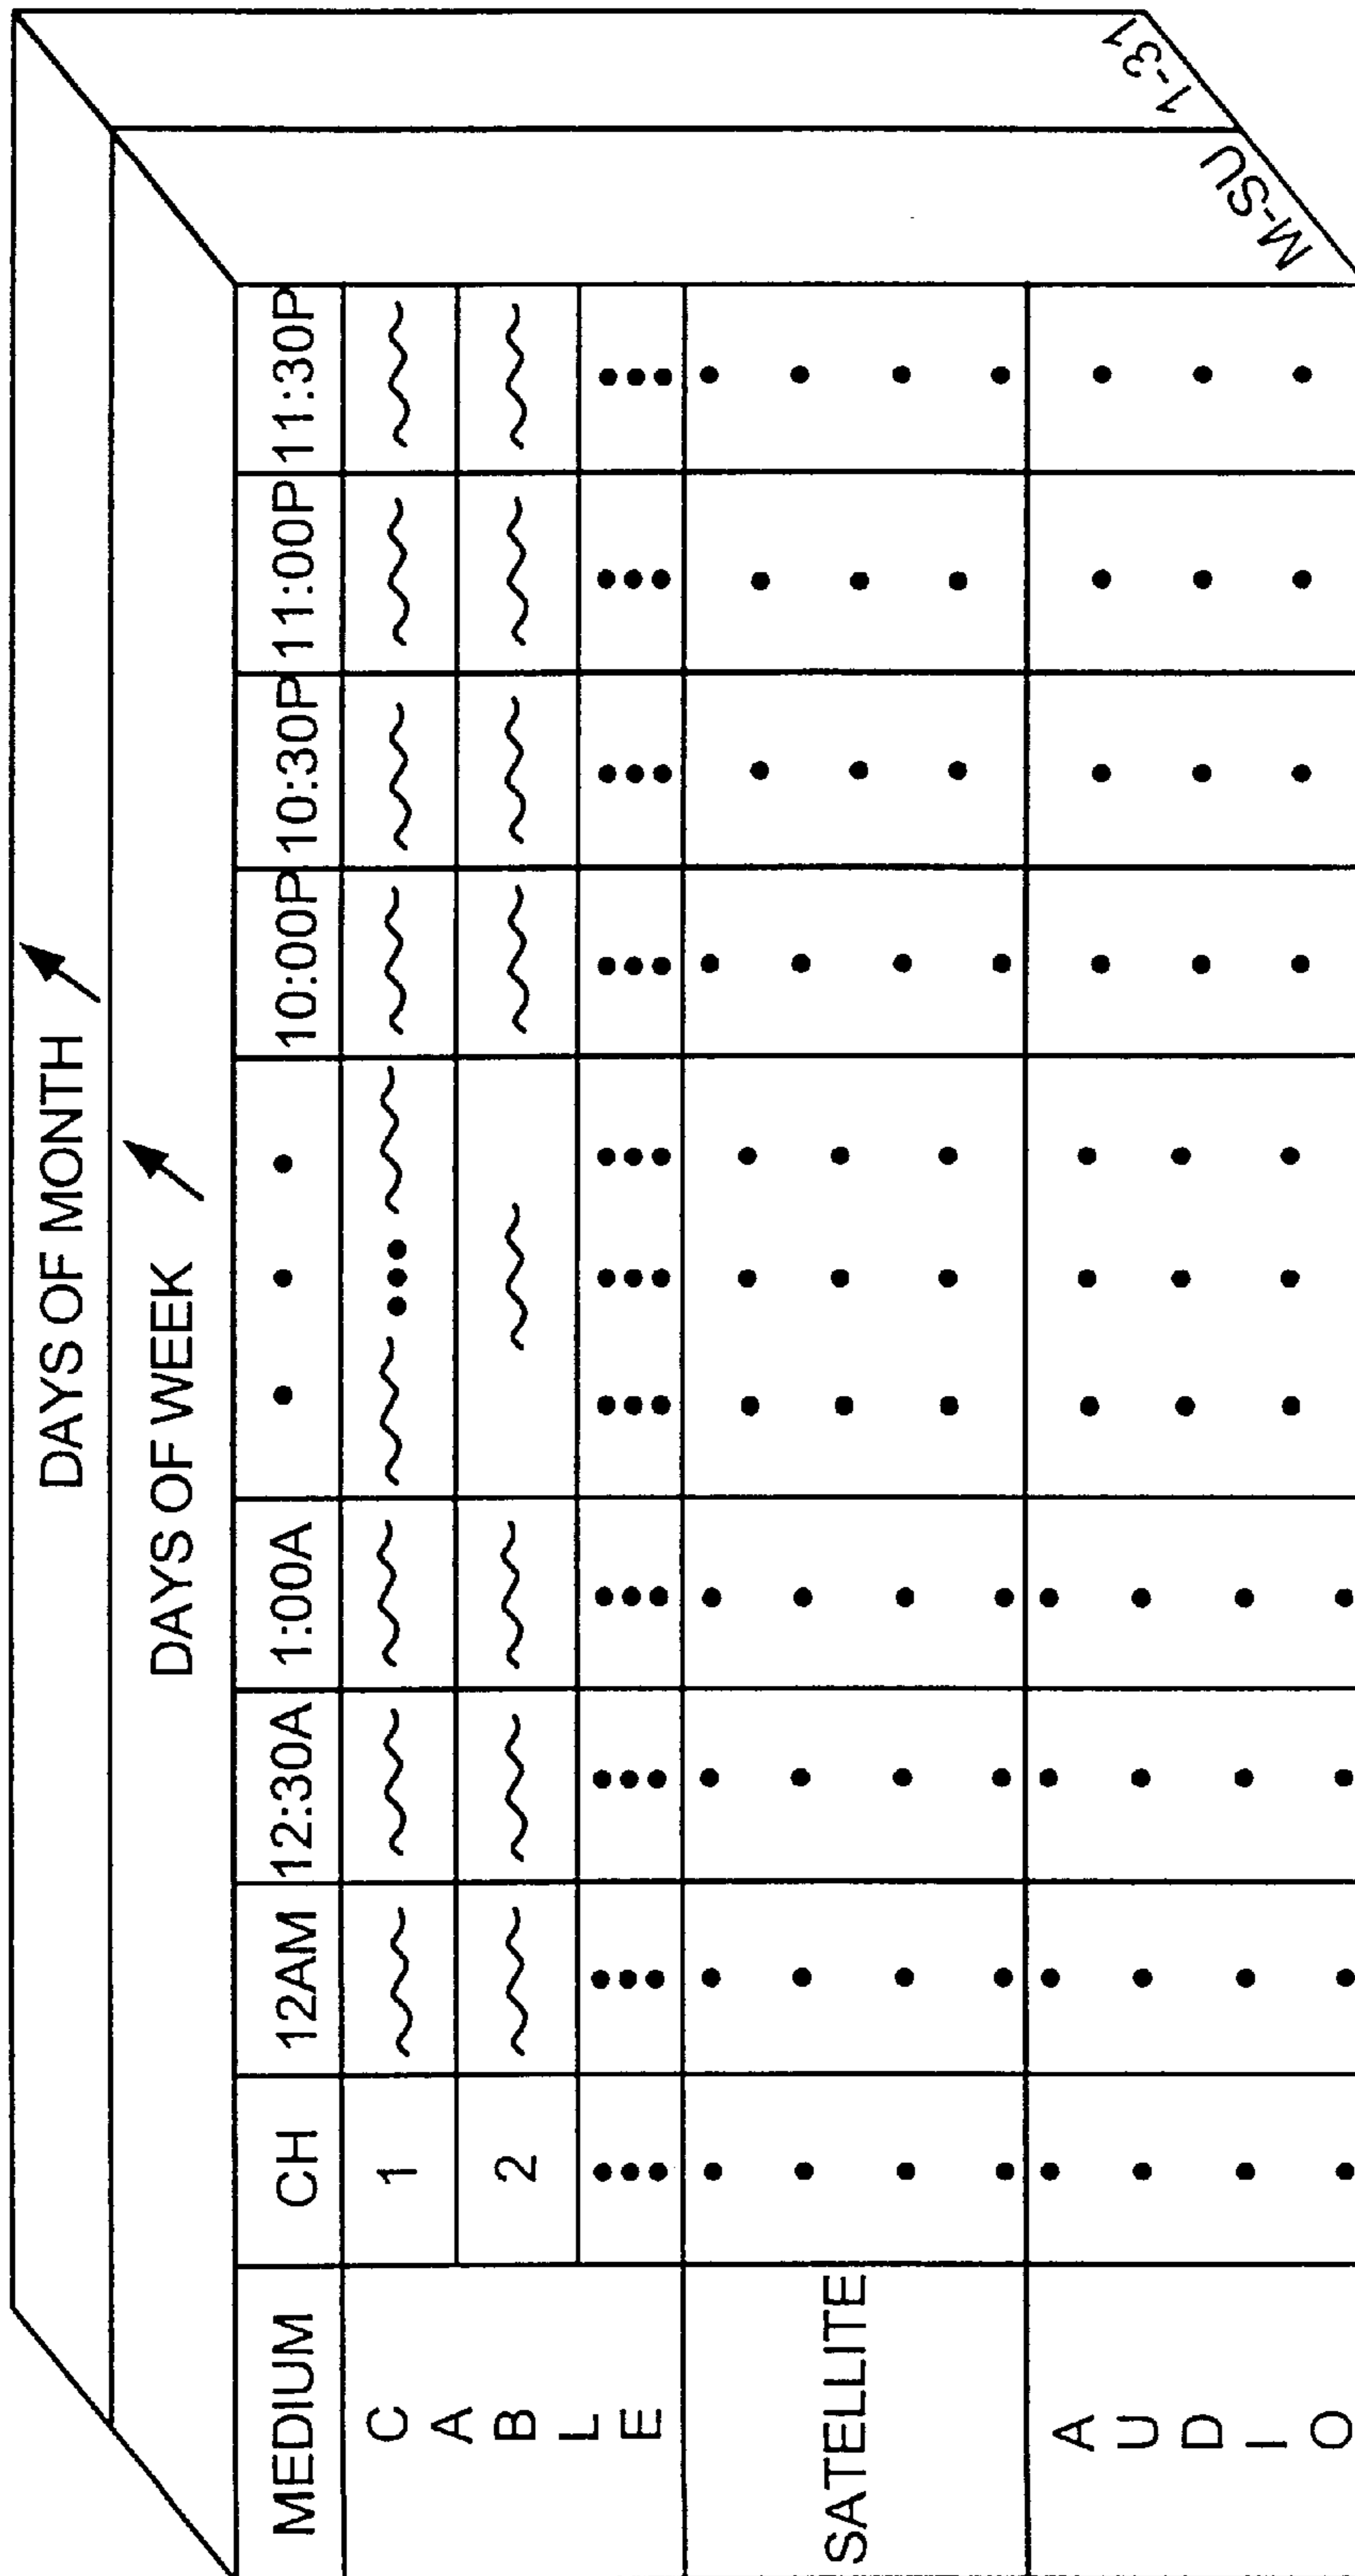 DAYS OF MONTH
DAYS OF WEEK
MEDIUM CH 12AM 12:30A 1:00A 10:00P 10:30P 11:00P 11:30P
CABLE 1
2
SATELLITE
AUDIO
M-SU
1-31